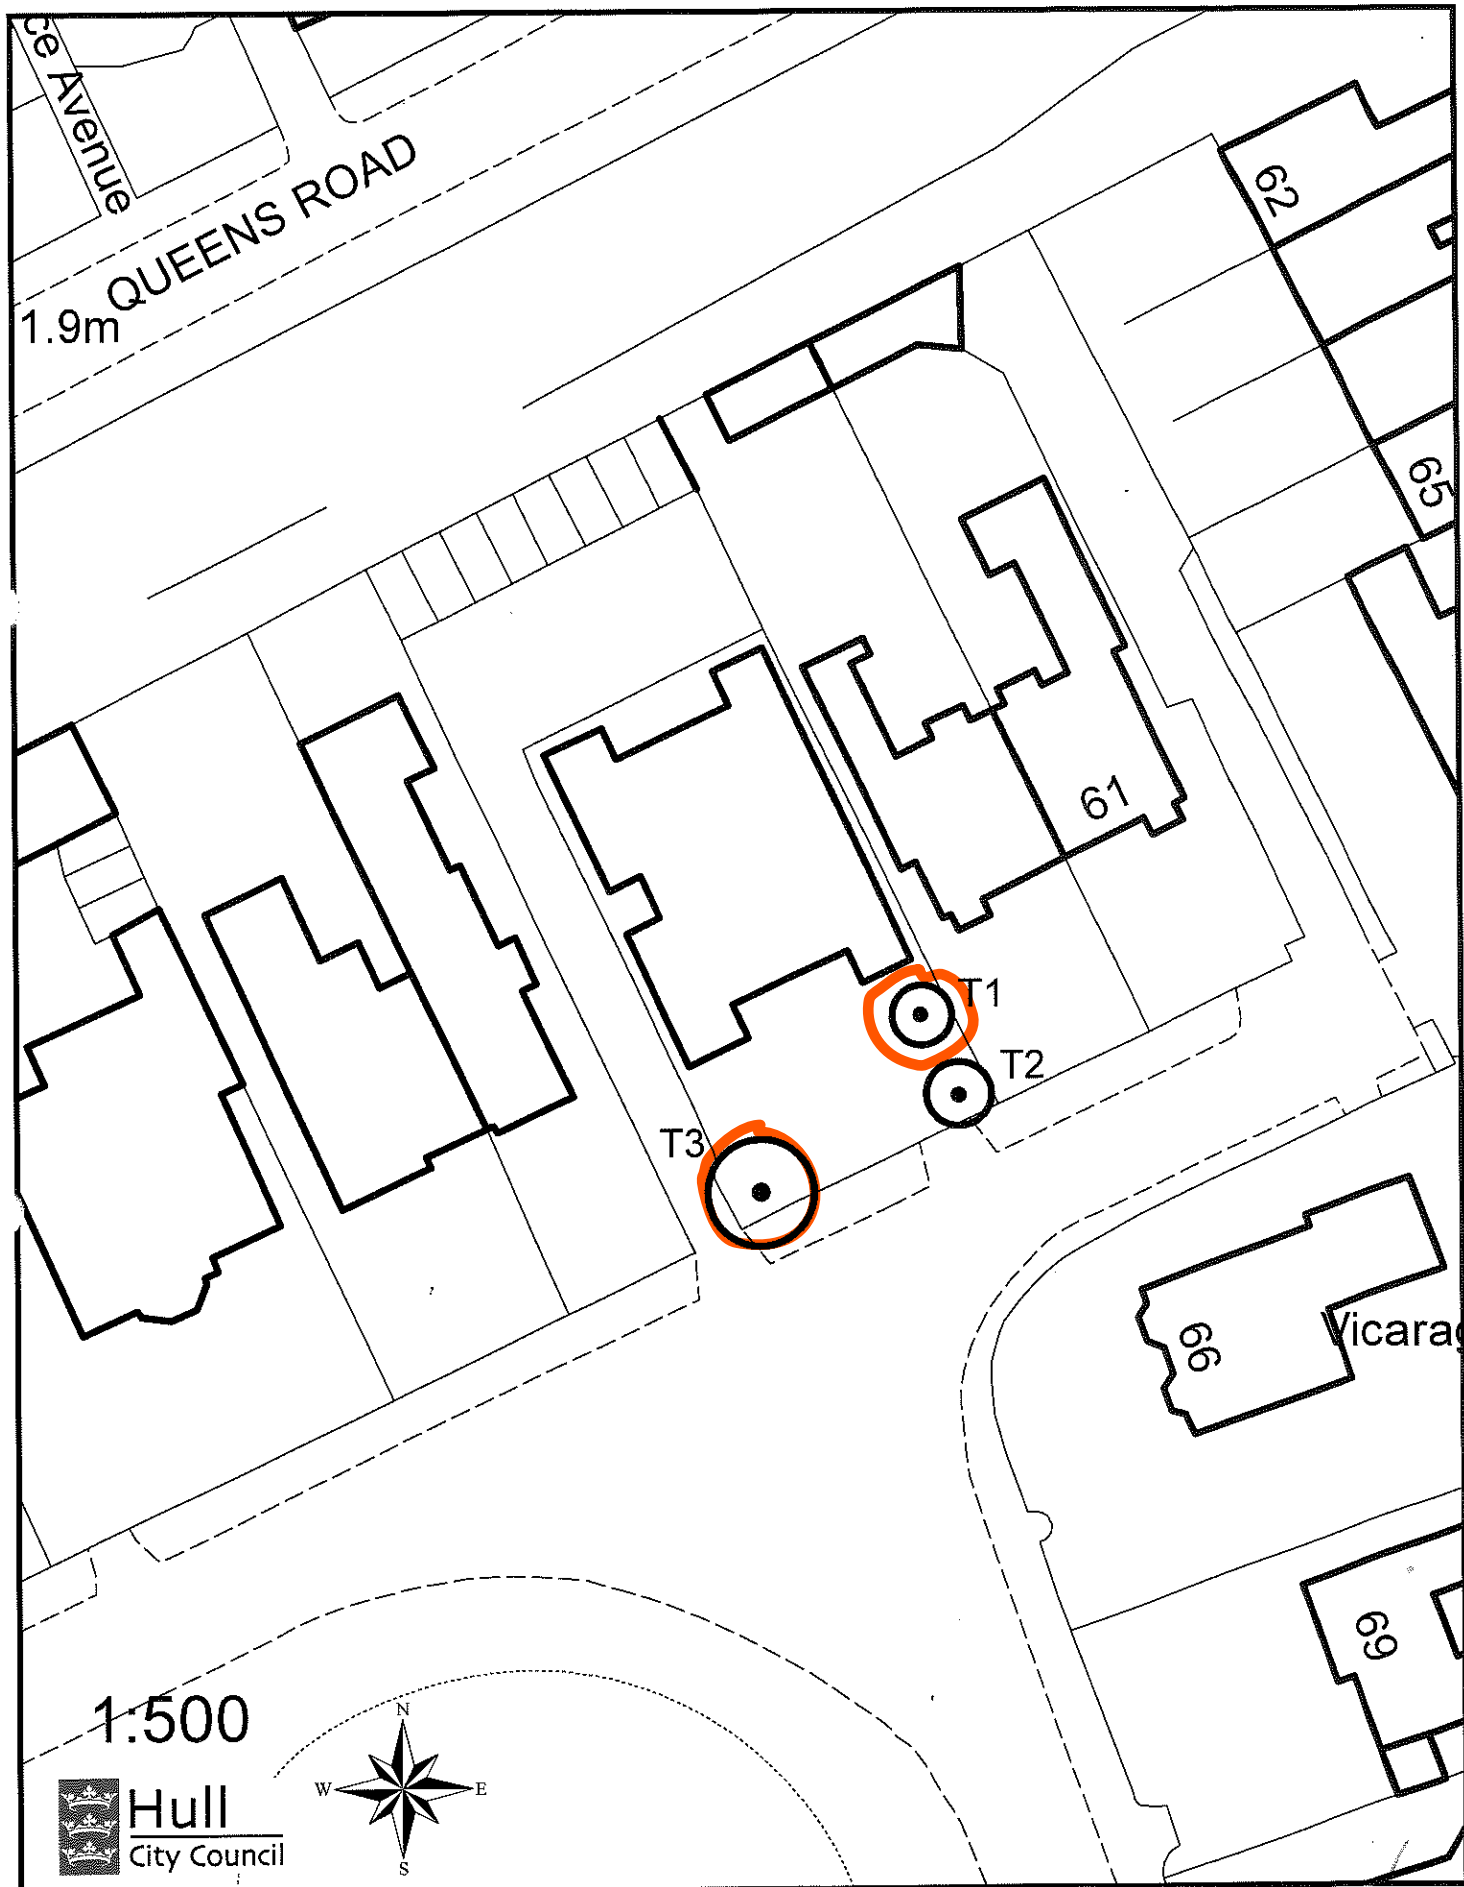 ce Avenue
QUEENS ROAD
1.9m
62
65
61
T1
T2
T3
66
Vicarag
69
1:500
N
W
E
S
Hull
City Council